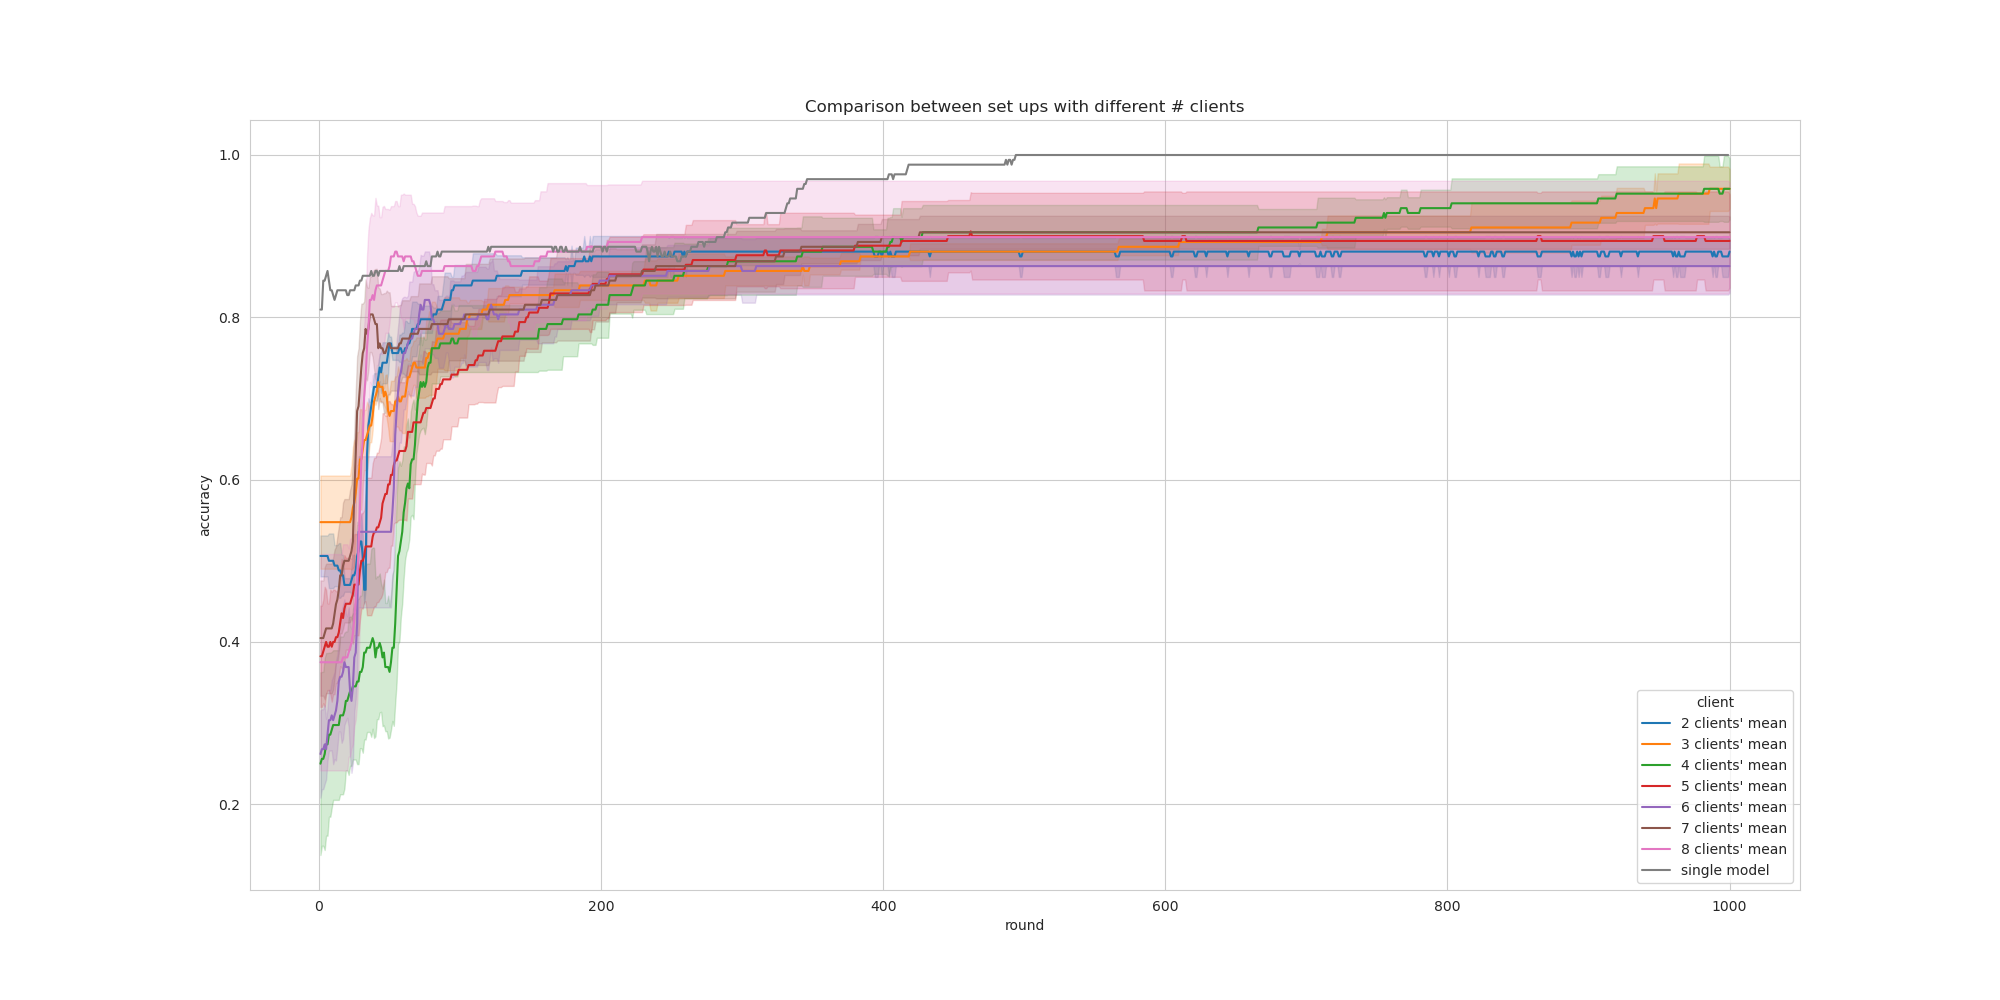 Comparison between set ups with different # clients
accuracy
1.0
0.8
0.6
0.4
0.2
0 200 400 600 800 1000
round
client
2 clients' mean
3 clients' mean
4 clients' mean
5 clients' mean
6 clients' mean
7 clients' mean
8 clients' mean
single model